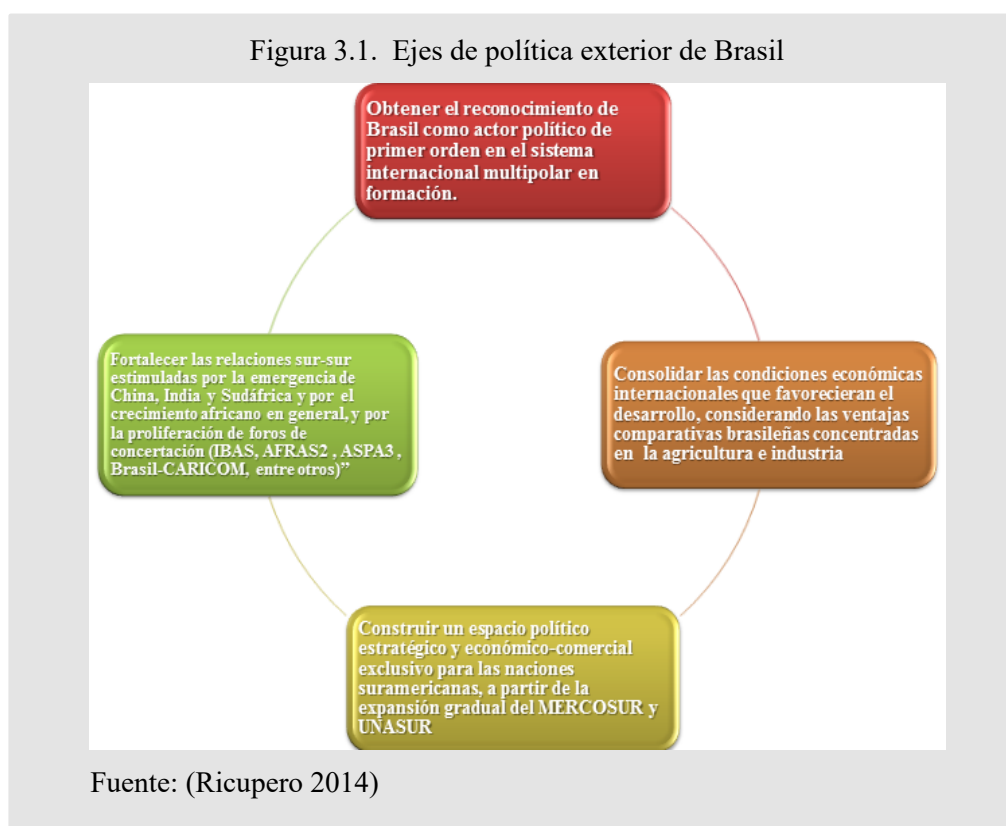 Figura 3.1. Ejes de política exterior de Brasil
Obtener el reconocimiento de
Brasil como actor político de
primer orden en el sistema
internacional multipolar en
formación.
Consolidar las condiciones económicas
internacionales que favorecieran el
desarrollo, considerando las ventajas
comparativas brasileñas concentradas
en la agricultura e industria
Construir un espacio político
estratégico y económico-comercial
exclusivo para las naciones
suramericanas, a partir de la
expansión gradual del MERCOSUR y
UNASUR
Fortalecer las relaciones sur-sur
estimuladas por la emergencia de
China, India y Sudáfrica y por el
crecimiento africano en general, y por
la proliferación de foros de
concertación (IBAS, AFRAS2 , ASPA3 ,
Brasil-CARICOM, entre otros)”
Fuente: (Ricupero 2014)